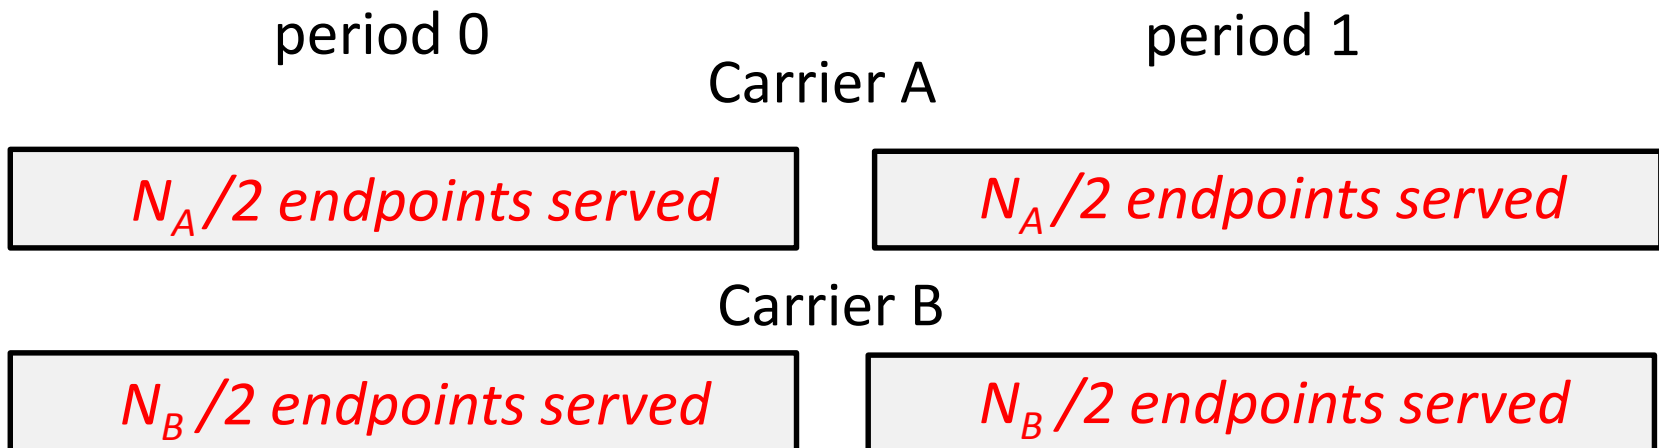 period 0 period 1
Carrier A
N_A/2 endpoints served N_A/2 endpoints served
Carrier B
N_B/2 endpoints served N_B/2 endpoints served